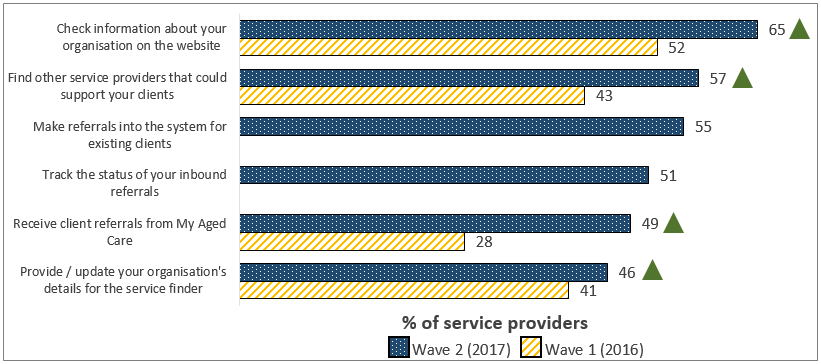 Check information about your
organisation on the website
65
52
Find other service providers that could
support your clients
57
43
Make referrals into the system for
existing clients
55
Track the status of your inbound
referrals
51
Receive client referrals from My Aged
Care
49
28
Provide / update your organisation's
details for the service finder
46
41
% of service providers
Wave 2 (2017) Wave 1 (2016)